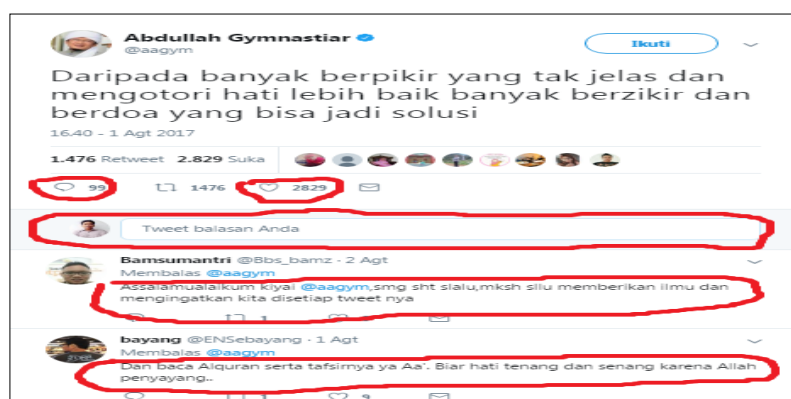 Abdullah Gymnastiar
@aagym
Ikuti
Daripada banyak berpikir yang tak jelas dan
mengotori hati lebih baik banyak berzikir dan
berdoa yang bisa jadi solusi
16.40 - 1 Agt 2017
1.476 Retweet 2.829 Suka
99 1476 2829
Tweet balasan Anda
Bamsumantri @Bbs_bamz · 2 Agt
Membalas @aagym
Assalamualaikum kiyai @aagym,smg sht slalu,mksh sllu memberikan ilmu dan
mengingatkan kita disetiap tweet nya
1
bayang @ENSebayang · 1 Agt
Membalas @aagym
Dan baca Alquran serta tafsirnya ya Aa'. Biar hati tenang dan senang karena Allah
penyayang..
1 9